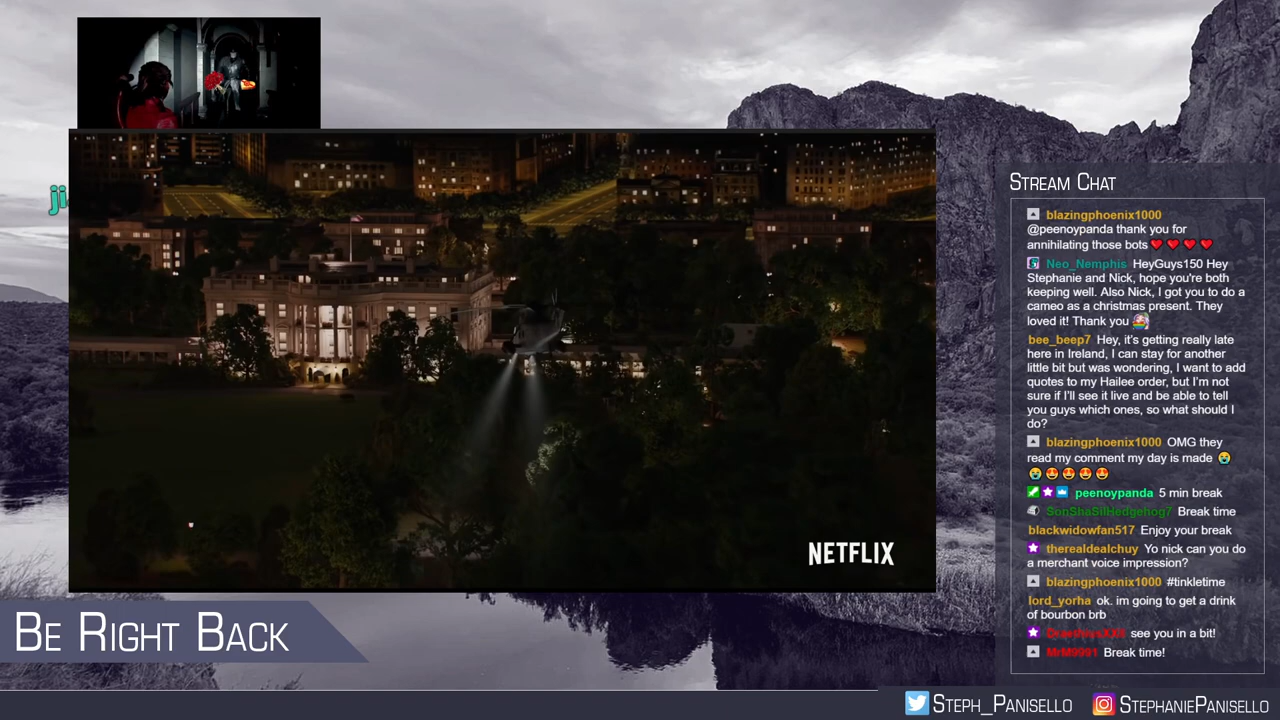 ji
NETFLIX
BE RIGHT BACK
STREAM CHAT
blazingphoenix1000
@peenoypanda thank you for
annihilating those bots
Neo_Nemphis HeyGuys150 Hey
Stephanie and Nick, hope you're both
keeping well. Also Nick, I got you to do a
cameo as a christmas present. They
loved it! Thank you
bee_beep7 Hey, it's getting really late
here in Ireland, I can stay for another
little bit but was wondering, I want to add
quotes to my Hailee order, but I'm not
sure if I'll see it live and be able to tell
you guys which ones, so what should I
do?
blazingphoenix1000 OMG they
read my comment my day is made
peenoypanda 5 min break
SonShaSilHedgehog7 Break time
blackwidowfan517 Enjoy your break
therealdealchuy Yo nick can you do
a merchant voice impression?
blazingphoenix1000 #tinkletime
lord_yorha ok. im going to get a drink
of bourbon brb
see you in a bit!
MrM9991 Break time!
STEPH_PANISELLO
STEPHANIEPANISELLO